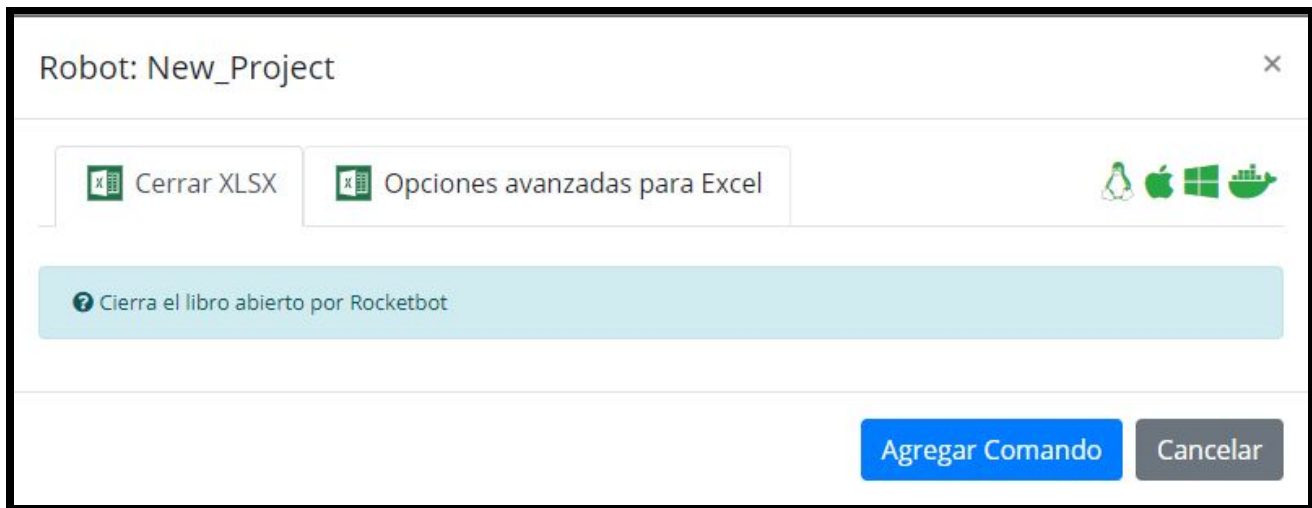 Robot: New_Project ×
Cerrar XLSX Opciones avanzadas para Excel
Cierra el libro abierto por Rocketbot
Agregar Comando Cancelar